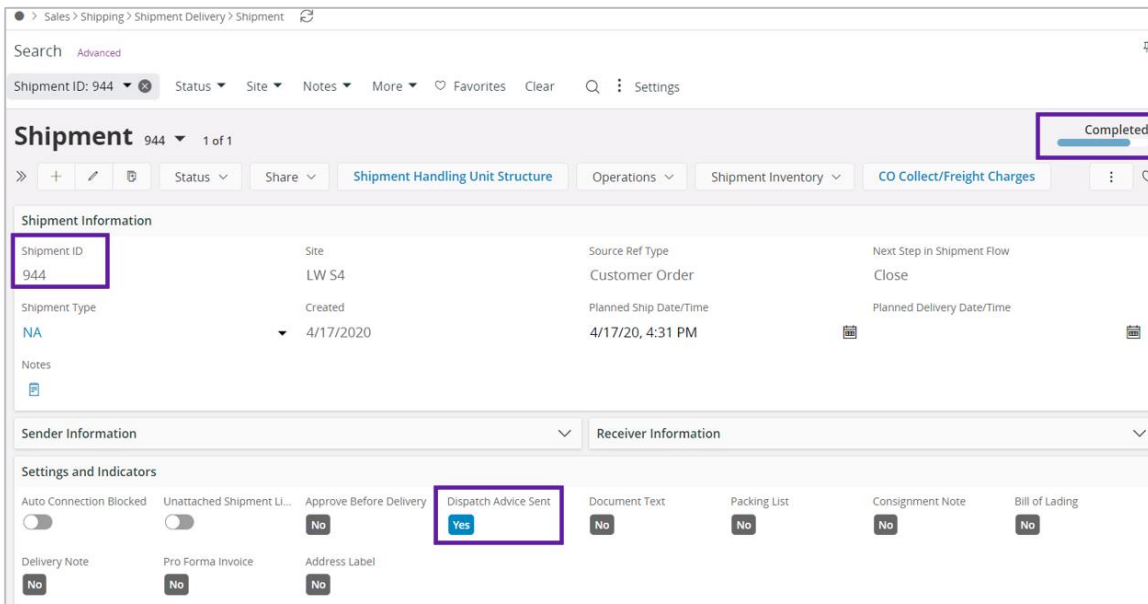 > Sales > Shipping > Shipment Delivery > Shipment
Search Advanced
Shipment ID: 944 Status Site Notes More Favorites Clear Settings
Shipment 944 1 of 1
Completed
Status Share Shipment Handling Unit Structure Operations Shipment Inventory CO Collect/Freight Charges
Shipment Information
Shipment ID Site Source Ref Type Next Step in Shipment Flow
944 LW S4 Customer Order Close
Shipment Type Created Planned Ship Date/Time Planned Delivery Date/Time
NA 4/17/2020 4/17/20, 4:31 PM
Notes
Sender Information Receiver Information
Settings and Indicators
Auto Connection Blocked Unattached Shipment Li... Approve Before Delivery Dispatch Advice Sent Document Text Packing List Consignment Note Bill of Lading
No Yes No No No No
Delivery Note Pro Forma Invoice Address Label
No No No